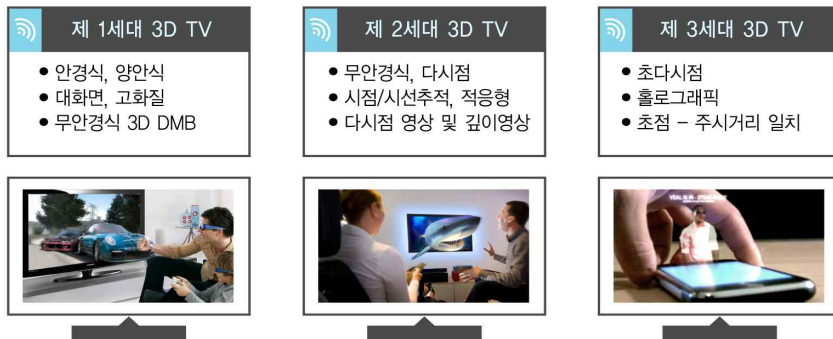 제 1세대 3D TV
• 안경식, 양안식
• 대화면, 고화질
• 무안경식 3D DMB
제 2세대 3D TV
• 무안경식, 다시점
• 시점/시선추적, 적응형
• 다시점 영상 및 깊이영상
제 3세대 3D TV
• 초다시점
• 홀로그래픽
• 초점 – 주시거리 일치